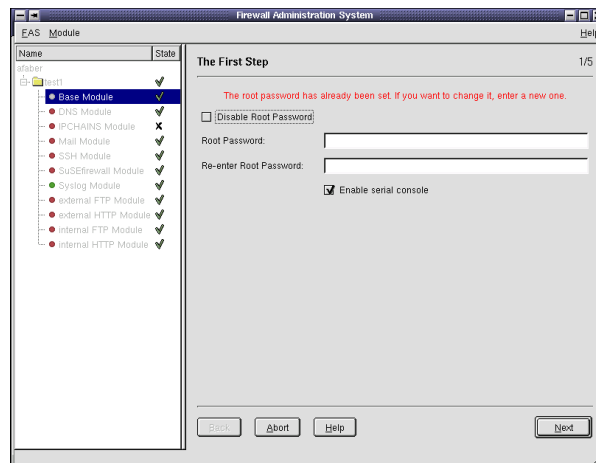 Firewall Administration System
FAS Module Help
Name State
afaber
test1
Base Module
DNS Module
IPCHAINS Module
Mail Module
SSH Module
SuSEfirewall Module
Syslog Module
external FTP Module
external HTTP Module
internal FTP Module
internal HTTP Module
The First Step 1/5
The root password has already been set. If you want to change it, enter a new one.
Disable Root Password
Root Password:
Re-enter Root Password:
Enable serial console
Back Abort Help Next